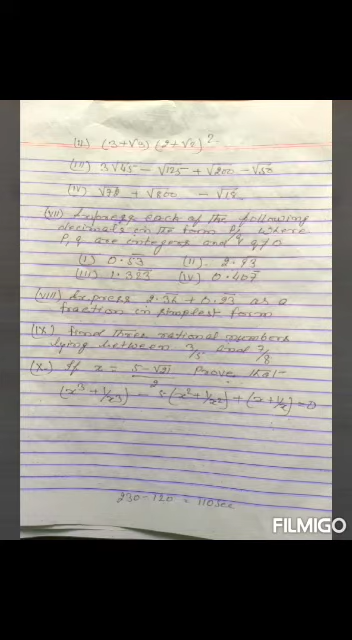 (ii) (3+√3) (2+√2)²
(iii) 3√45 - √125 + √200 - √50
(iv) + √800 - √18
(vii) Express each of the following
decimals in the form P/q where
P, q are integers and q ≠ 0
(i) 0.53 (ii) 2.93
(iii) 1.323 (iv) 0.407
(viii) Express 2.36 + 0.23 as a
fraction in simplest form
(ix) Find three rational numbers
lying between 3/5 and 7/8
(x) If x = 5-√21/2 Prove that
(x³ + 1/x3) - 5(x² + 1/x²) + (x + 1/x) = 0
230-120 = 110sec
FILMIGO